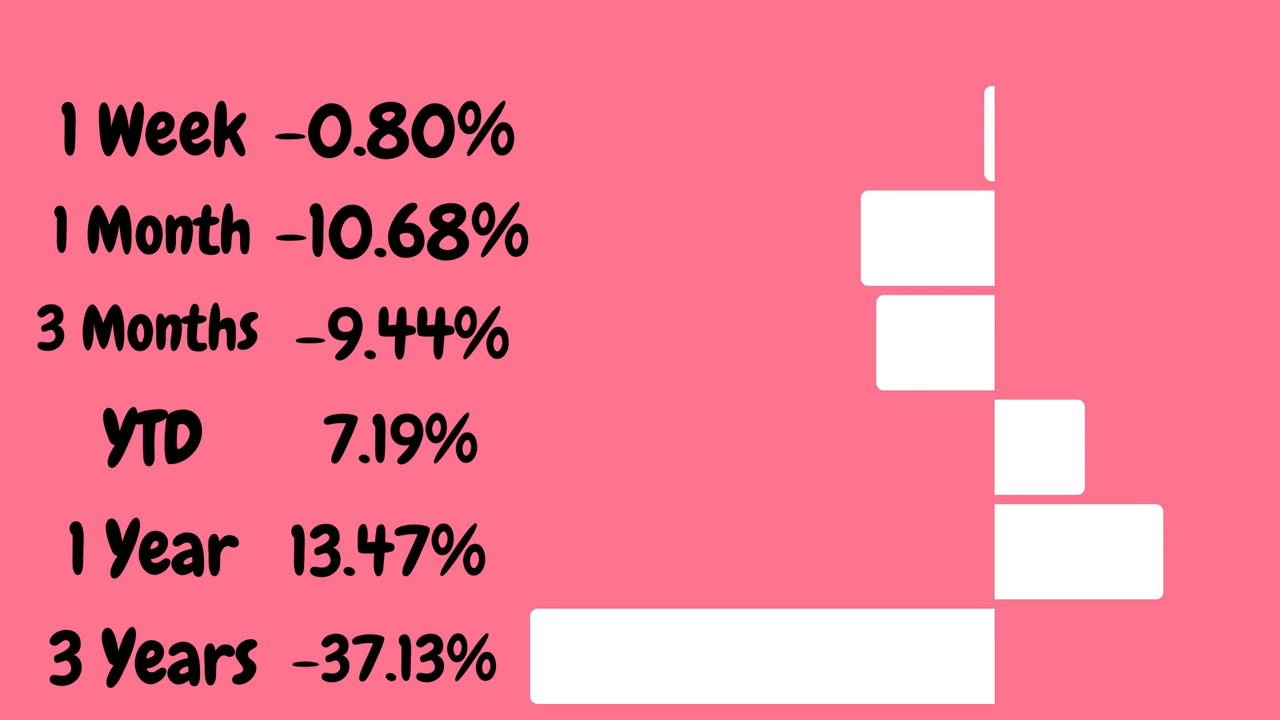 1 Week -0.80%
1 Month -10.68%
3 Months -9.44%
YTD 7.19%
1 Year 13.47%
3 Years -37.13%